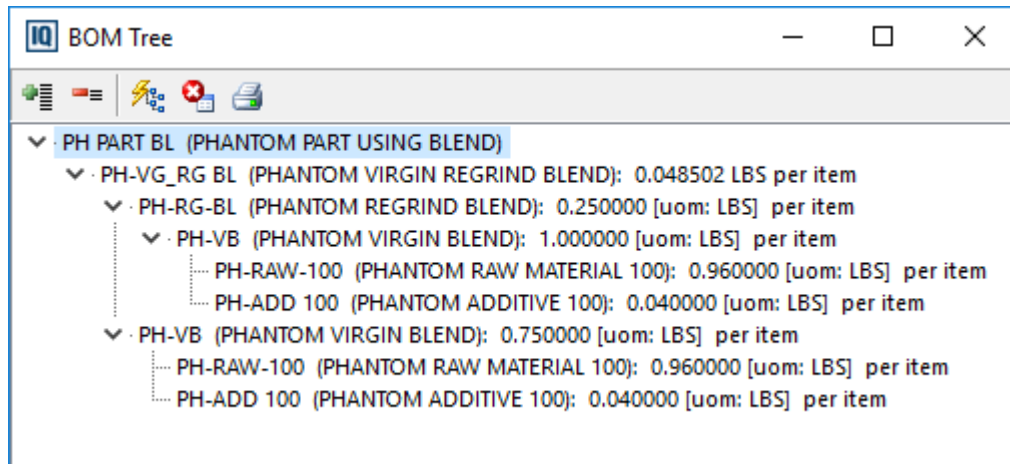 IQ BOM Tree
PH PART BL (PHANTOM PART USING BLEND)
PH-VG_RG BL (PHANTOM VIRGIN REGRIND BLEND): 0.048502 LBS per item
PH-RG-BL (PHANTOM REGRIND BLEND): 0.250000 [uom: LBS] per item
PH-VB (PHANTOM VIRGIN BLEND): 1.000000 [uom: LBS] per item
PH-RAW-100 (PHANTOM RAW MATERIAL 100): 0.960000 [uom: LBS] per item
PH-ADD 100 (PHANTOM ADDITIVE 100): 0.040000 [uom: LBS] per item
PH-VB (PHANTOM VIRGIN BLEND): 0.750000 [uom: LBS] per item
PH-RAW-100 (PHANTOM RAW MATERIAL 100): 0.960000 [uom: LBS] per item
PH-ADD 100 (PHANTOM ADDITIVE 100): 0.040000 [uom: LBS] per item